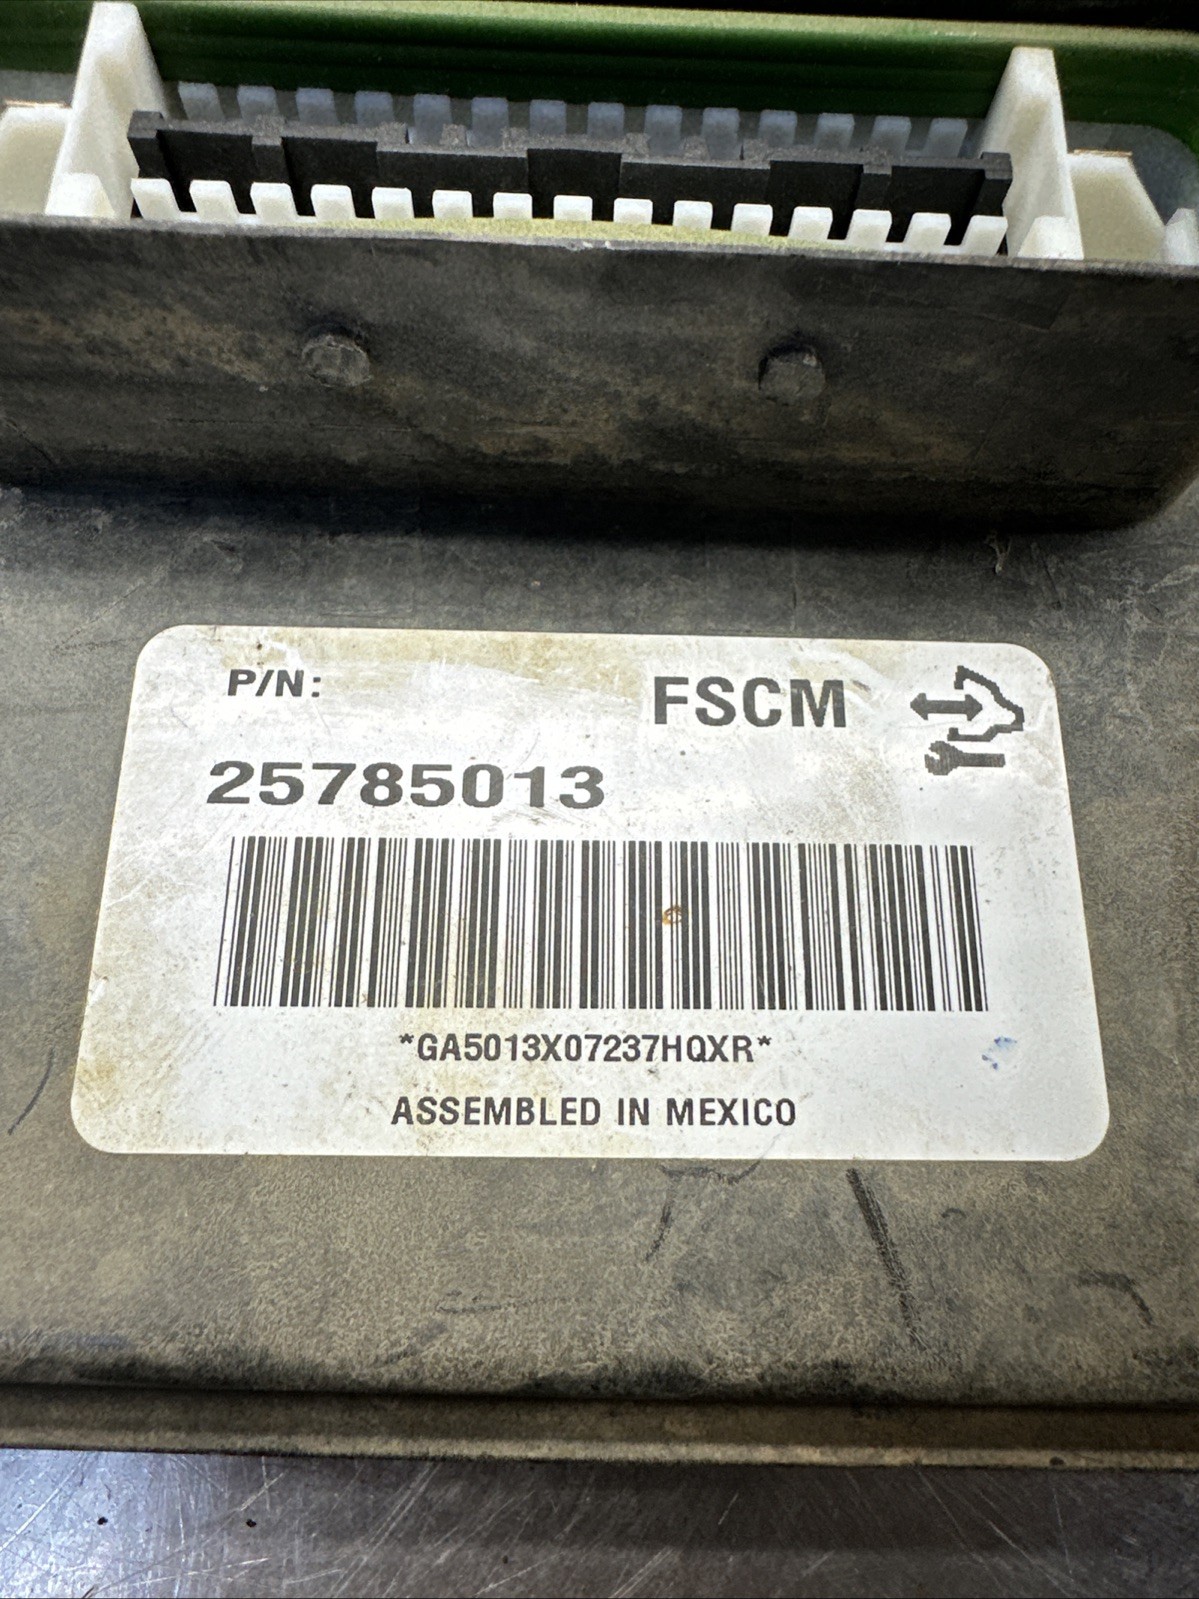 P/N:
FSCM
25785013
*GA5013X07237HQXR*
ASSEMBLED IN MEXICO